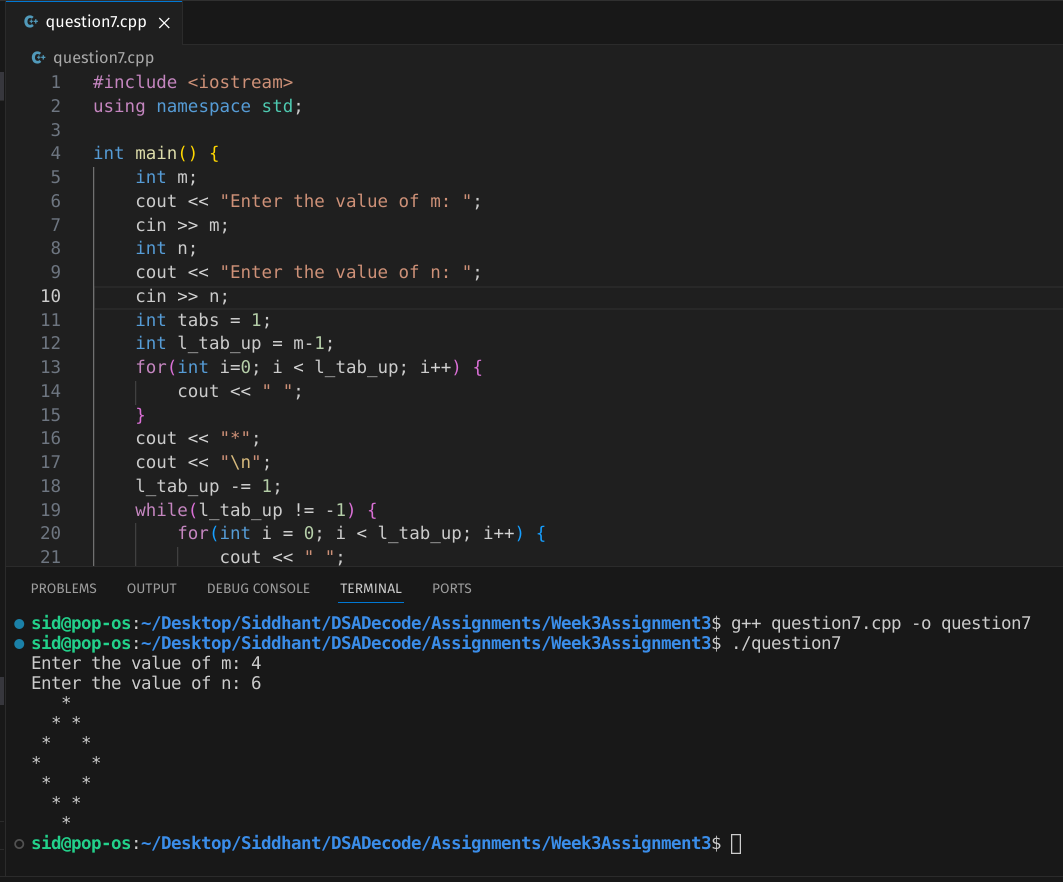 question7.cpp
question7.cpp
1 #include <iostream>
2 using namespace std;
3
4 int main() {
5     int m;
6     cout << "Enter the value of m: ";
7     cin >> m;
8     int n;
9     cout << "Enter the value of n: ";
10     cin >> n;
11     int tabs = 1;
12     int l_tab_up = m-1;
13     for(int i=0; i < l_tab_up; i++) {
14         cout << " ";
15     }
16     cout << "*";
17     cout << "\n";
18     l_tab_up -= 1;
19     while(l_tab_up != -1) {
20         for(int i = 0; i < l_tab_up; i++) {
21             cout << " ";
PROBLEMS OUTPUT DEBUG CONSOLE TERMINAL PORTS
sid@pop-os:~/Desktop/Siddhant/DSADecode/Assignments/Week3Assignment3$ g++ question7.cpp -o question7
sid@pop-os:~/Desktop/Siddhant/DSADecode/Assignments/Week3Assignment3$ ./question7
Enter the value of m: 4
Enter the value of n: 6
   *
  * *
 *   *
*     *
 *   *
  * *
   *
sid@pop-os:~/Desktop/Siddhant/DSADecode/Assignments/Week3Assignment3$